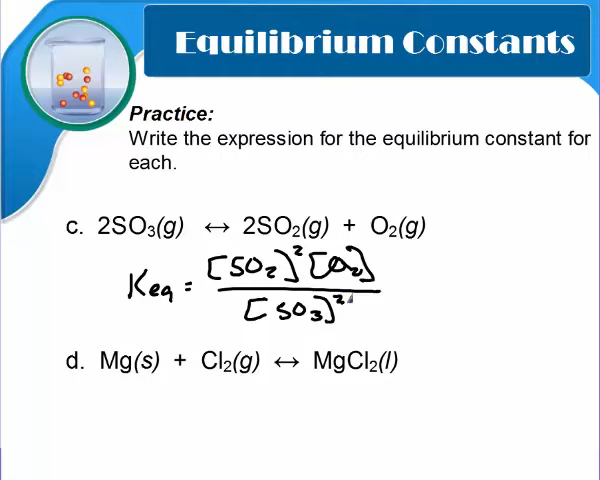 Equilibrium Constants
Practice:
Write the expression for the equilibrium constant for
each.
c. 2SO₃(g) ↔ 2SO₂(g) + O₂(g)
Keq = [SO₂]² [O₂]
[SO₃]²
d. Mg(s) + Cl₂(g) ↔ MgCl₂(l)